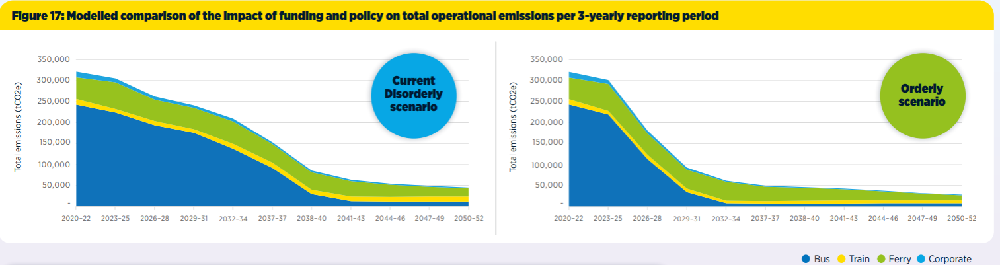 Figure 17: Modelled comparison of the impact of funding and policy on total operational emissions per 3-yearly reporting period
Total emissions (tCO2e)
350,000
300,000
250,000
200,000
150,000
100,000
50,000
-
2020-22 2023-25 2026-28 2029-31 2032-34 2037-37 2038-40 2041-43 2044-46 2047-49 2050-52
Current
Disorderly
scenario
Total emissions (tCO2e)
350,000
300,000
250,000
200,000
150,000
100,000
50,000
-
2020-22 2023-25 2026-28 2029-31 2032-34 2037-37 2038-40 2041-43 2044-46 2047-49 2050-52
Orderly
scenario
Bus Train Ferry Corporate